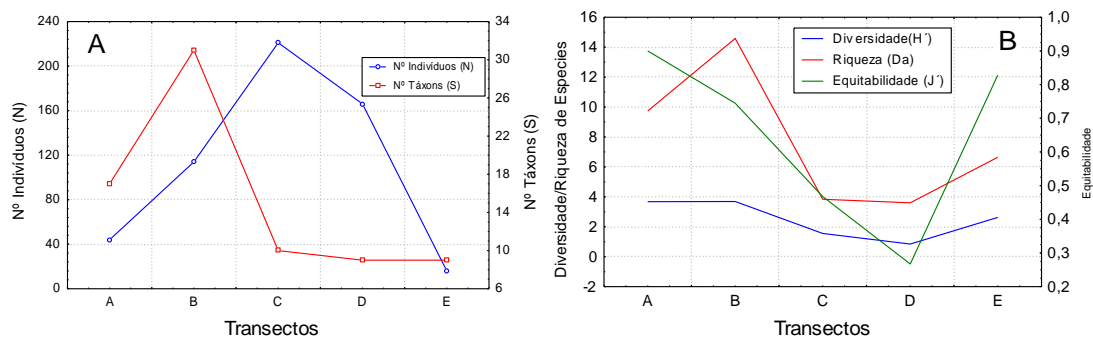 A
Nº Indivíduos (N)
Nº Táxons (S)
240
200
160
120
80
40
0
34
30
26
22
18
14
10
6
Nº Indivíduos (N)
Nº Táxons (S)
A
B
C
D
E
Transectos
B
Diversidade(H´)
Riqueza (Da)
Equitabilidade (J´)
16
14
12
10
8
6
4
2
0
-2
1,0
0,9
0,8
0,7
0,6
0,5
0,4
0,3
0,2
Diversidade/Riqueza de Especies
Equitabilidade
A
B
C
D
E
Transectos